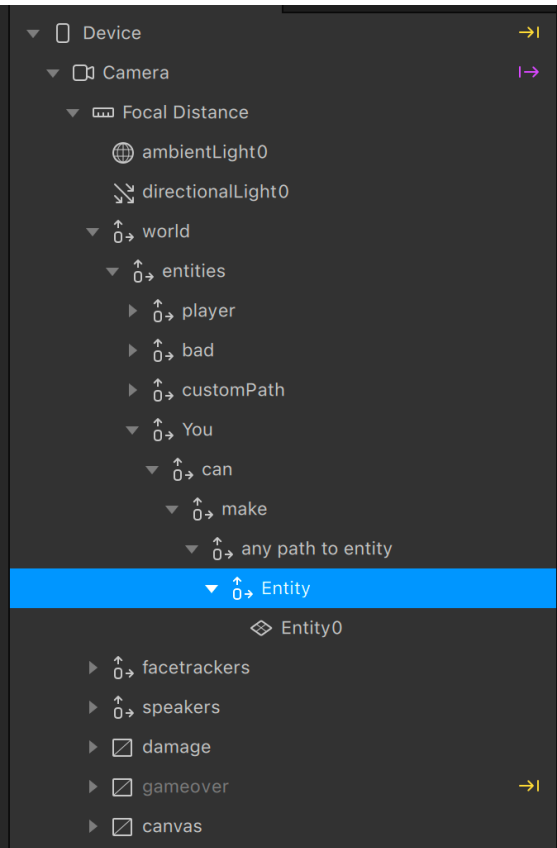 Device
Camera
Focal Distance
ambientLight0
directionalLight0
world
entities
player
bad
customPath
You
can
make
any path to entity
Entity
Entity0
facetrackers
speakers
damage
gameover
canvas